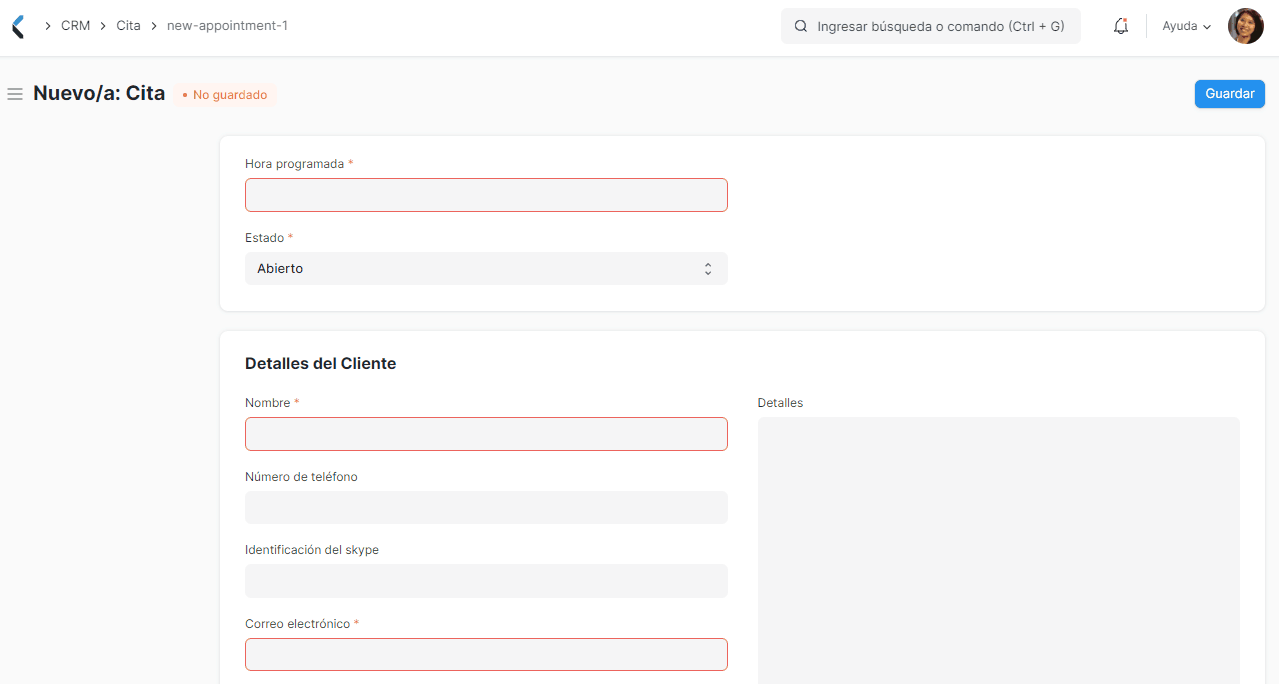 CRM Cita new-appointment-1
Ingresar búsqueda o comando (Ctrl + G)
Ayuda
Nuevo/a: Cita
• No guardado
Guardar
Hora programada *
Estado *
Abierto
Detalles del Cliente
Nombre *
Número de teléfono
Identificación del skype
Correo electrónico *
Detalles